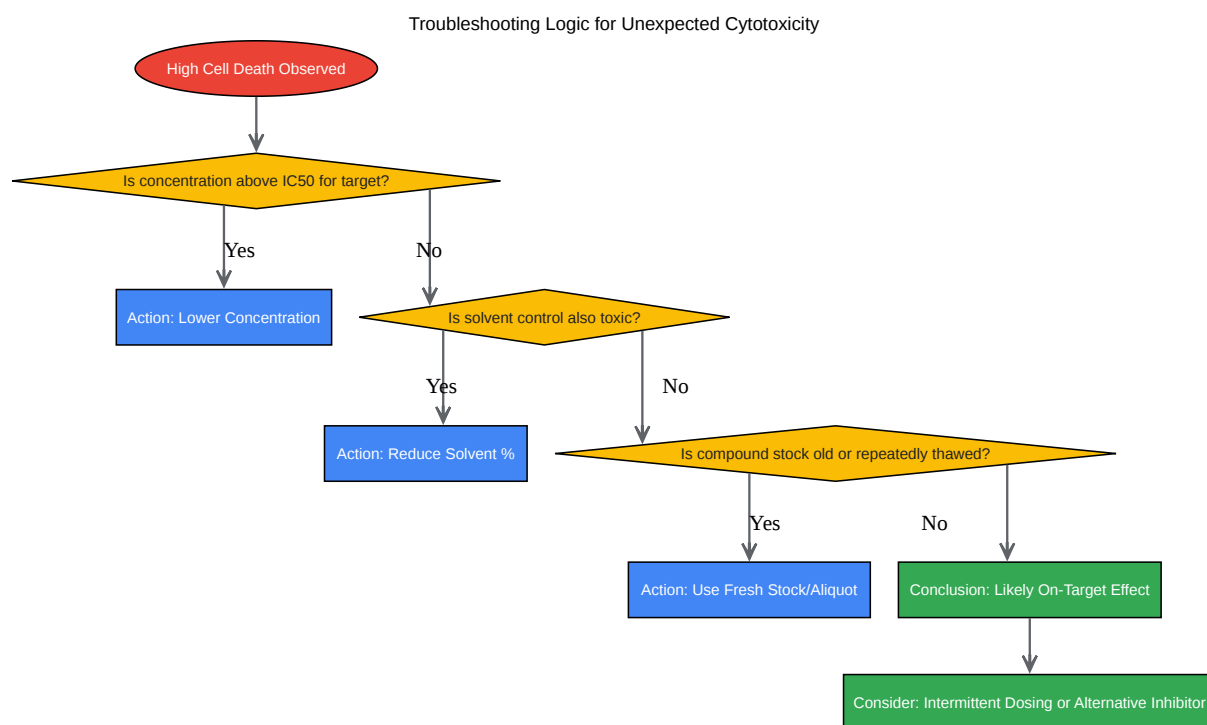 Troubleshooting Logic for Unexpected Cytotoxicity
High Cell Death Observed
Is concentration above IC50 for target?
Yes
No
Action: Lower Concentration
Is solvent control also toxic?
Yes
No
Action: Reduce Solvent %
Is compound stock old or repeatedly thawed?
Yes
No
Action: Use Fresh Stock/Aliquot
Conclusion: Likely On-Target Effect
Consider: Intermittent Dosing or Alternative Inhibitor